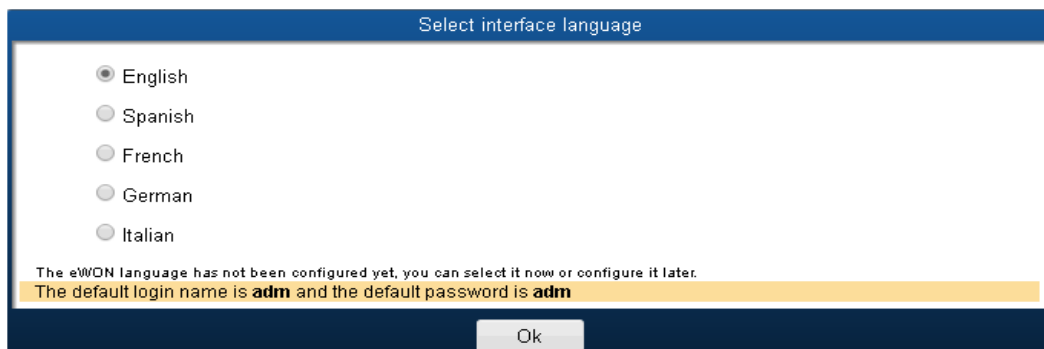 Select interface language
English
Spanish
French
German
Italian
The eWON language has not been configured yet, you can select it now or configure it later.
The default login name is adm and the default password is adm
Ok